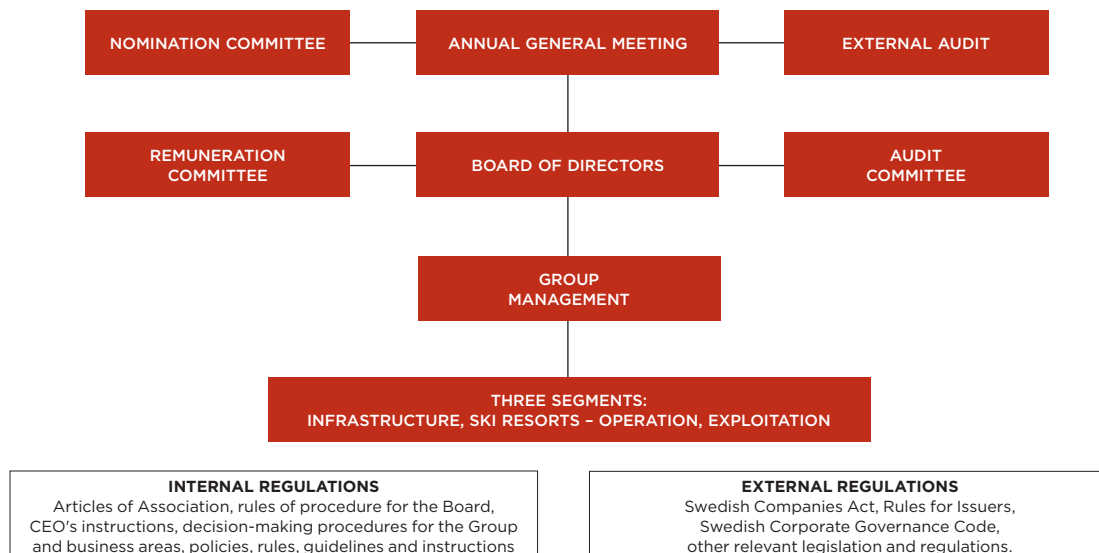 NOMINATION COMMITTEE
ANNUAL GENERAL MEETING
EXTERNAL AUDIT
REMUNERATION
COMMITTEE
BOARD OF DIRECTORS
AUDIT
COMMITTEE
GROUP
MANAGEMENT
THREE SEGMENTS:
INFRASTRUCTURE, SKI RESORTS – OPERATION, EXPLOITATION
INTERNAL REGULATIONS
Articles of Association, rules of procedure for the Board,
CEO's instructions, decision-making procedures for the Group
and business areas, policies, rules, guidelines and instructions
EXTERNAL REGULATIONS
Swedish Companies Act, Rules for Issuers,
Swedish Corporate Governance Code,
other relevant legislation and regulations.